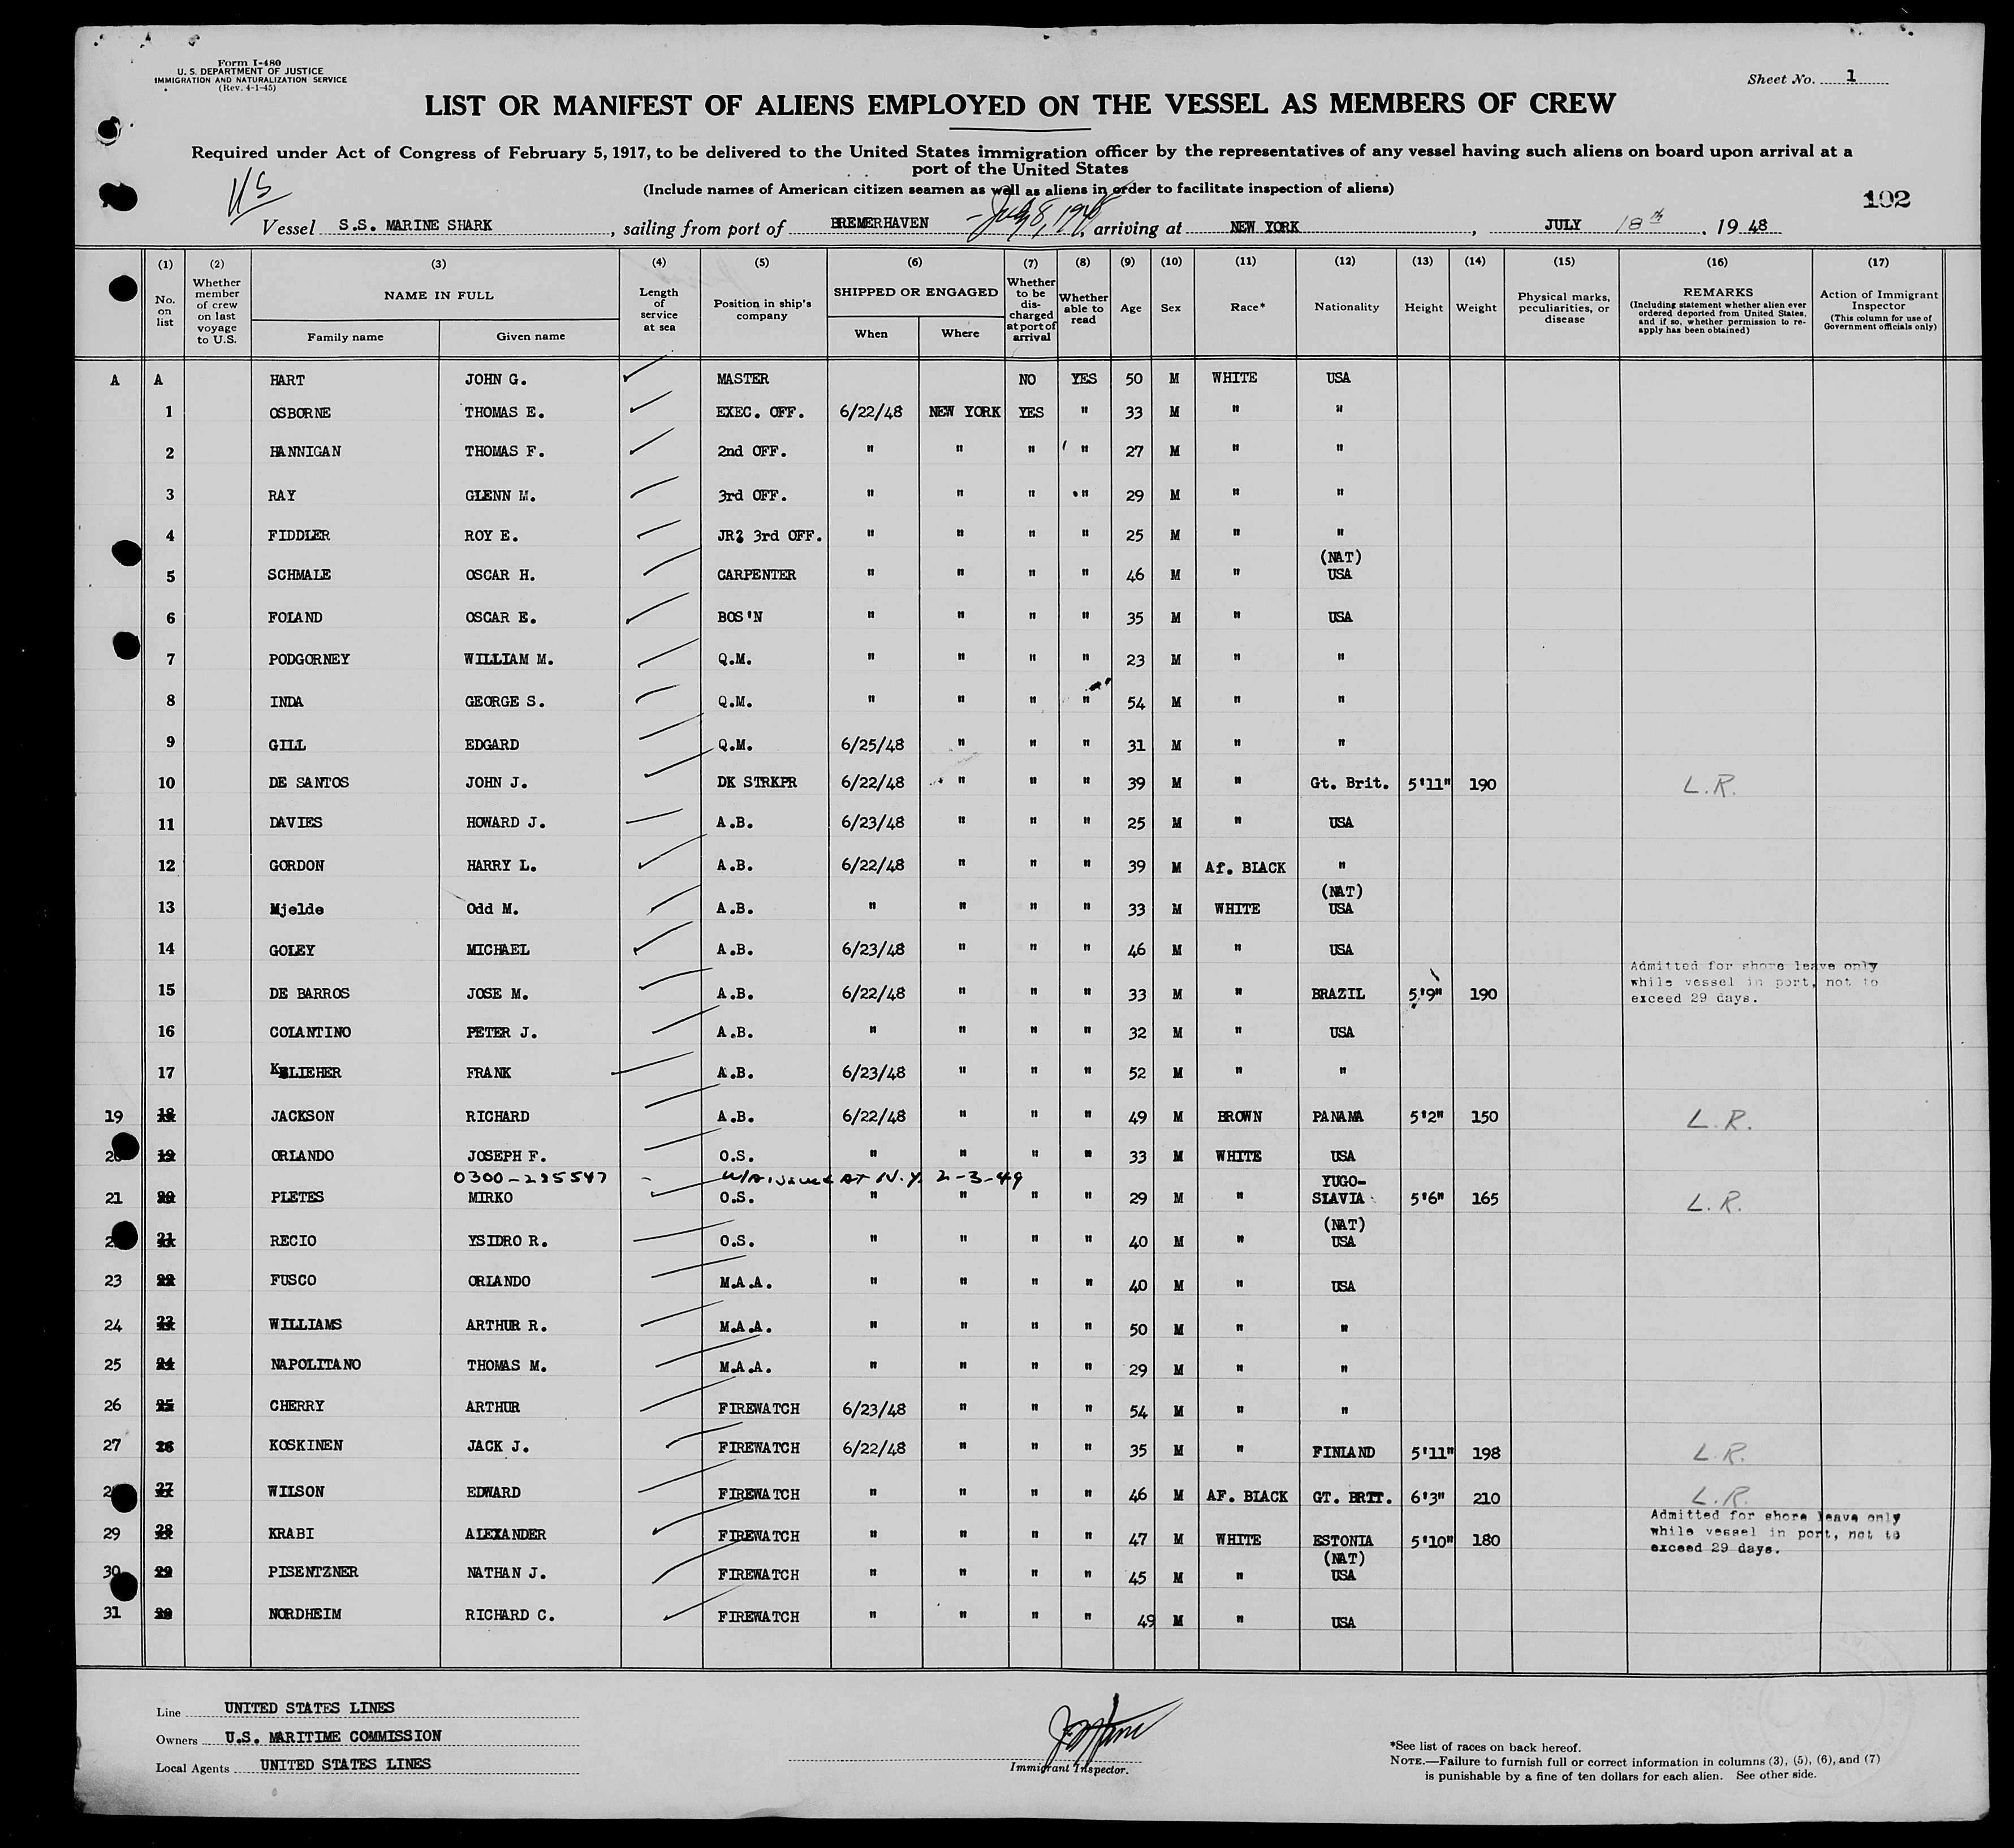 Form I-480
U. S. DEPARTMENT OF JUSTICE
IMMIGRATION AND NATURALIZATION SERVICE
(Rev. 4-1-45)
Sheet No. 1
LIST OR MANIFEST OF ALIENS EMPLOYED ON THE VESSEL AS MEMBERS OF CREW
Required under Act of Congress of February 5, 1917, to be delivered to the United States immigration officer by the representatives of any vessel having such aliens on board upon arrival at a
port of the United States
(Include names of American citizen seamen as well as aliens in order to facilitate inspection of aliens)
US
102
Vessel S.S. MARINE SHARK, sailing from port of BREMERHAVEN - July 8, 1948, arriving at NEW YORK, JULY 18th, 1948
(1) (2) (3) (4) (5) (6) (7) (8) (9) (10) (11) (12) (13) (14) (15) (16) (17)
No. on list
Whether member of crew on last voyage to U.S.
NAME IN FULL
Family name
Given name
Length of service at sea
Position in ship's company
SHIPPED OR ENGAGED
When
Where
Whether to be discharged at port of arrival
Whether able to read
Age
Sex
Race*
Nationality
Height
Weight
Physical marks, peculiarities, or disease
REMARKS
(Including statement whether alien ever ordered deported from United States, and if so, whether permission to re-apply has been obtained)
Action of Immigrant Inspector
(This column for use of Government officials only)
A A HART JOHN G. MASTER NO YES 50 M WHITE USA
1 OSBORNE THOMAS E. EXEC. OFF. 6/22/48 NEW YORK YES " 33 M " "
2 HANNIGAN THOMAS F. 2nd OFF. " " " " 27 M " "
3 RAY GLENN M. 3rd OFF. " " " " 29 M " "
4 FIDDLER ROY E. JR? 3rd OFF. " " " " 25 M " "
5 SCHMALE OSCAR H. CARPENTER " " " " 46 M " (NAT) USA
6 FOLAND OSCAR E. BOS'N " " " " 35 M " USA
7 PODGORNEY WILLIAM M. Q.M. " " " " 23 M " "
8 INDA GEORGE S. Q.M. " " " " 54 M " "
9 GILL EDGARD Q.M. 6/25/48 " " " 31 M " "
10 DE SANTOS JOHN J. DK STRKPR 6/22/48 " " " 39 M " Gt. Brit. 5'11" 190 L.R.
11 DAVIES HOWARD J. A.B. 6/23/48 " " " 25 M " USA
12 GORDON HARRY L. A.B. 6/22/48 " " " 39 M Af. BLACK "
13 Mjelde Odd M. A.B. " " " " 33 M WHITE (NAT) USA
14 GOLEY MICHAEL A.B. 6/23/48 " " " 46 M " USA
15 DE BARROS JOSE M. A.B. 6/22/48 " " " 33 M " BRAZIL 5'9" 190 Admitted for shore leave only while vessel in port, not to exceed 29 days.
16 COLANTINO PETER J. A.B. " " " " 32 M " USA
17 KELIEHER FRANK A.B. 6/23/48 " " " 52 M " "
19 18 JACKSON RICHARD A.B. 6/22/48 " " " 49 M BROWN PANAMA 5'2" 150 L.R.
20 19 ORLANDO JOSEPH F. O.S. " " " " 33 M WHITE USA
0300-295547 issued at N.Y. 2-3-49
21 20 PLETES MIRKO O.S. " " " " 29 M " YUGO-SLAVIA 5'6" 165 L.R.
21 RECIO YSIDRO R. O.S. " " " " 40 M " (NAT) USA
23 22 FUSCO ORLANDO M.A.A. " " " " 40 M " USA
24 23 WILLIAMS ARTHUR R. M.A.A. " " " " 50 M " "
25 24 NAPOLITANO THOMAS M. M.A.A. " " " " 29 M " "
26 25 CHERRY ARTHUR FIREWATCH 6/23/48 " " " 54 M " "
27 26 KOSKINEN JACK J. FIREWATCH 6/22/48 " " " 35 M " FINLAND 5'11" 198 L.R.
27 WILSON EDWARD FIREWATCH " " " " 46 M AF. BLACK GT. BRIT. 6'3" 210 L.R.
29 28 KRABI ALEXANDER FIREWATCH " " " " 47 M WHITE ESTONIA 5'10" 180 Admitted for shore leave only while vessel in port, not to exceed 29 days.
30 29 PISENTZNER NATHAN J. FIREWATCH " " " " 45 M " (NAT) USA
31 NORDHEIM RICHARD C. FIREWATCH " " " " 49 M " USA
Line UNITED STATES LINES
Owners U.S. MARITIME COMMISSION
Local Agents UNITED STATES LINES
Immigrant Inspector.
*See list of races on back hereof.
NOTE.—Failure to furnish full or correct information in columns (3), (5), (6), and (7)
is punishable by a fine of ten dollars for each alien. See other side.